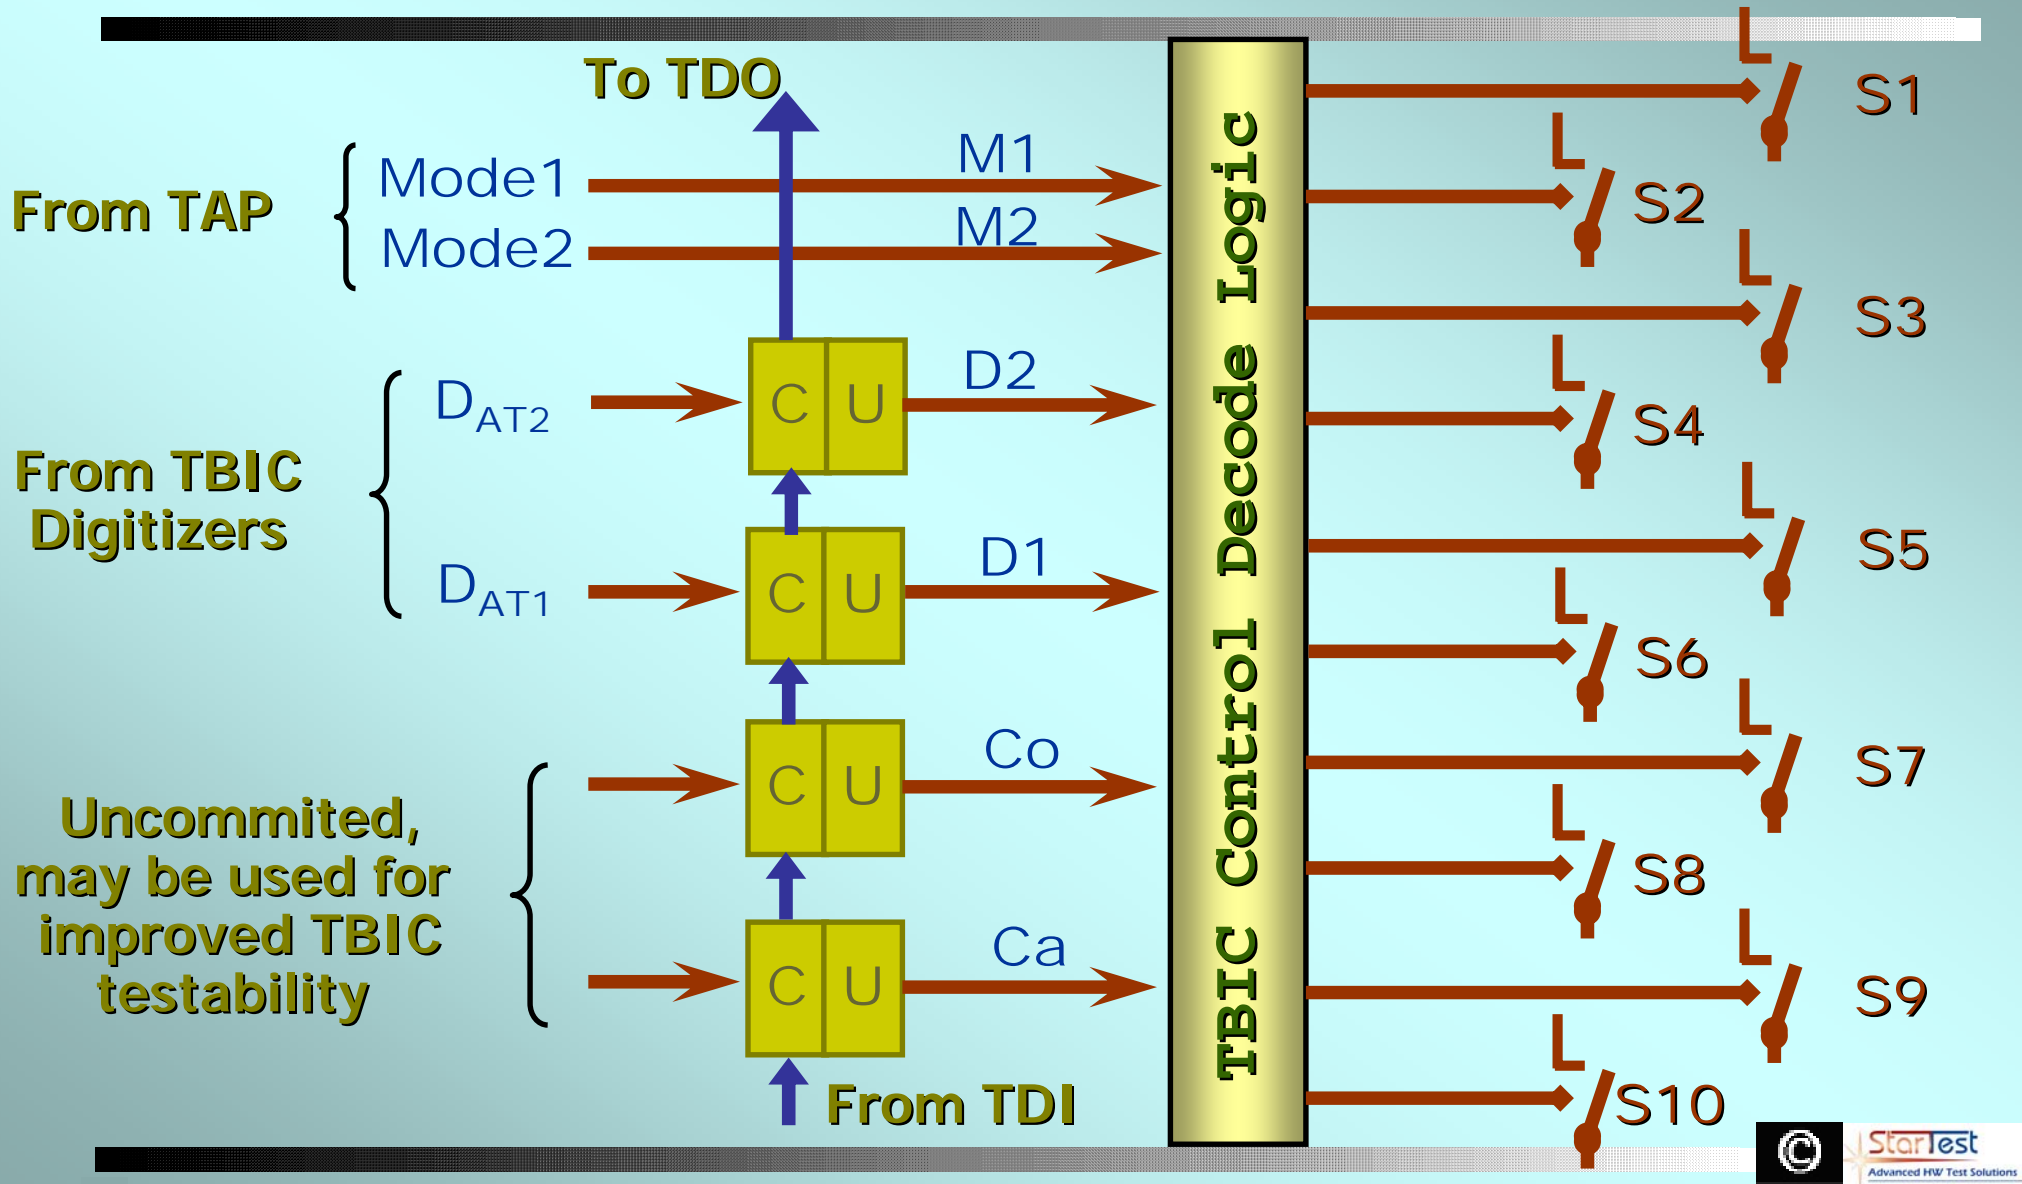 To TDO
From TAP
Mode1
M1
Mode2
M2
From TBIC
Digitizers
DAT2
C U
D2
DAT1
C U
D1
Uncommited,
may be used for
improved TBIC
testability
C U
Co
C U
Ca
From TDI
TBIC Control Decode Logic
S1
S2
S3
S4
S5
S6
S7
S8
S9
S10
©
StarTest
Advanced HW Test Solutions